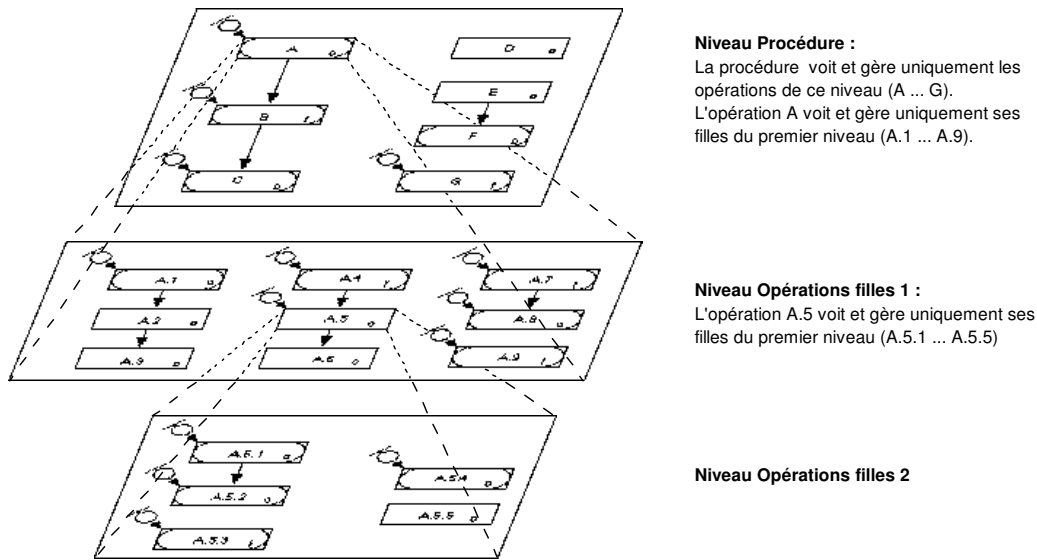 A
D
E
B
F
C
G
Niveau Procédure :
La procédure voit et gère uniquement les
opérations de ce niveau (A ... G).
L'opération A voit et gère uniquement ses
filles du premier niveau (A.1 ... A.9).
A.1
A.4
A.7
A.2
A.5
A.8
A.3
A.6
A.9
Niveau Opérations filles 1 :
L'opération A.5 voit et gère uniquement ses
filles du premier niveau (A.5.1 ... A.5.5)
A.5.1
A.5.4
A.5.2
A.5.5
A.5.3
Niveau Opérations filles 2